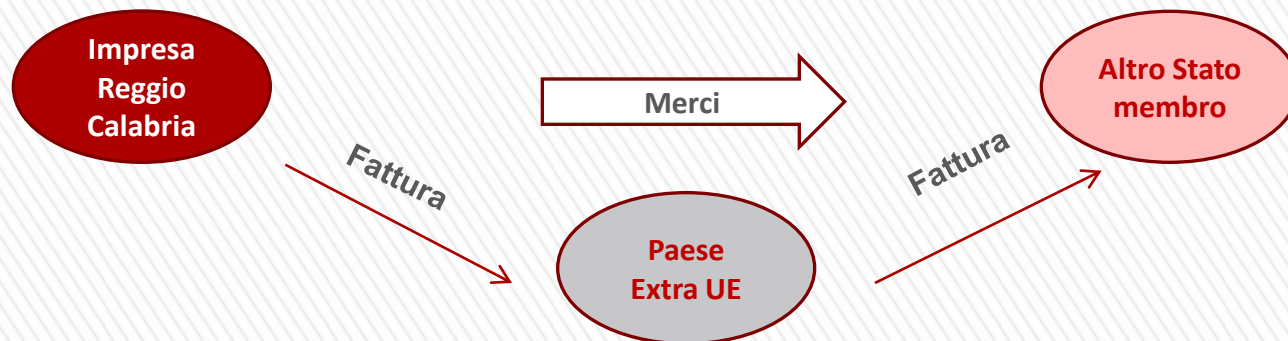 Impresa
Reggio
Calabria
Merci
Altro Stato
membro
Fattura
Fattura
Paese
Extra UE